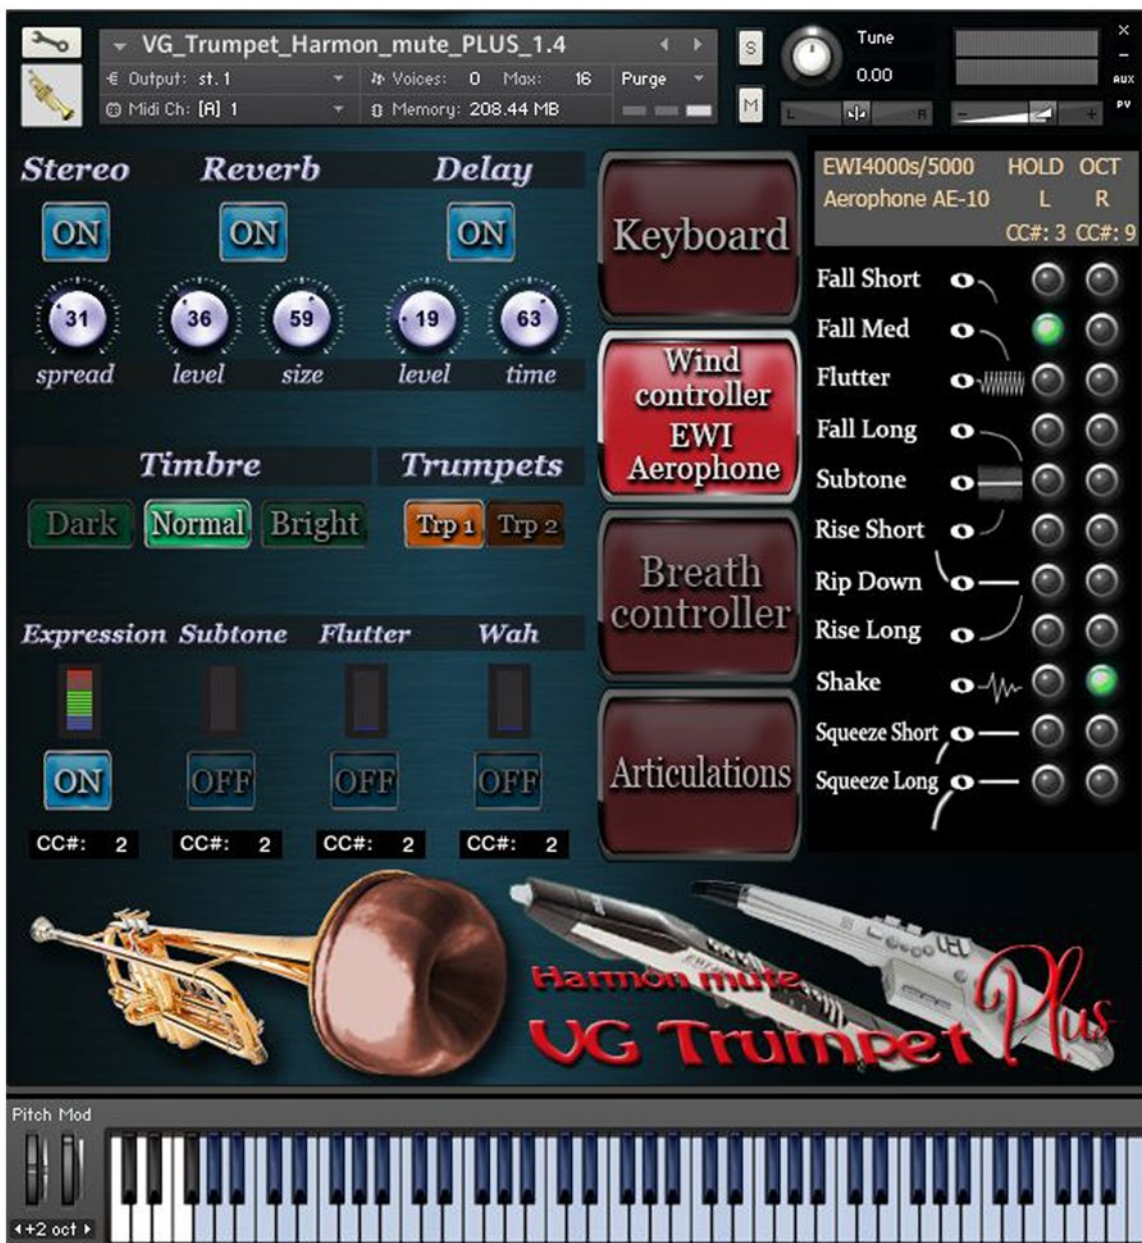 VG_Trumpet_Harmon_mute_PLUS_1.4
S
Tune
0.00
×
–
AUX
PV
Output: st. 1
Voices: 0 Max: 16
Purge
Midi Ch: [A] 1
Memory: 208.44 MB
M
L R
- +
Stereo Reverb Delay
ON ON ON
31 36 59 19 63
spread level size level time
Timbre Trumpets
Dark Normal Bright Trp 1 Trp 2
Expression Subtone Flutter Wah
ON OFF OFF OFF
CC#: 2 CC#: 2 CC#: 2 CC#: 2
Keyboard
Wind
controller
EWI
Aerophone
Breath
controller
Articulations
EWI4000s/5000 HOLD OCT
Aerophone AE-10 L R
CC#: 3 CC#: 9
Fall Short
Fall Med
Flutter
Fall Long
Subtone
Rise Short
Rip Down
Rise Long
Shake
Squeeze Short
Squeeze Long
Harmon mute
VG Trumpet Plus
Pitch Mod
+2 oct